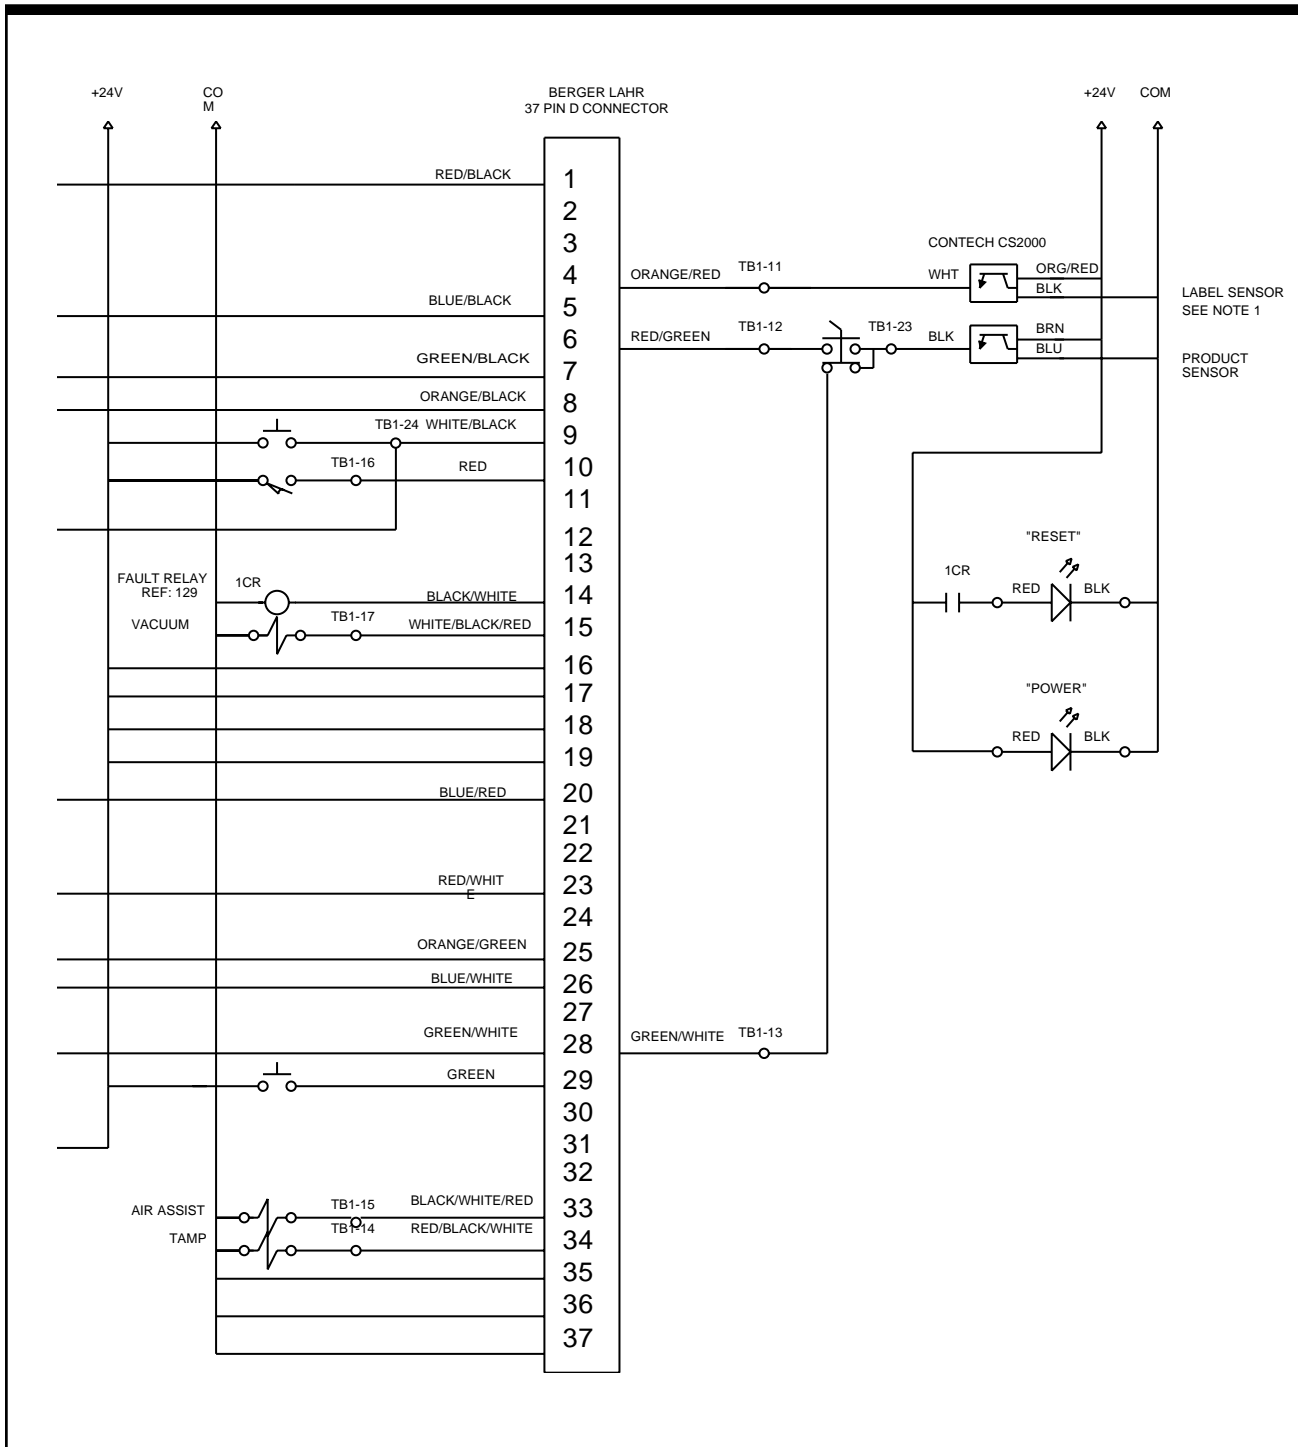 +24V
CO
M
BERGER LAHR
37 PIN D CONNECTOR
+24V COM
RED/BLACK 1
2
3
CONTECH CS2000
4 ORANGE/RED TB1-11 WHT ORG/RED
BLK
LABEL SENSOR
SEE NOTE 1
BLUE/BLACK 5
6 RED/GREEN TB1-12 TB1-23 BLK BRN
BLU
PRODUCT
SENSOR
GREEN/BLACK 7
ORANGE/BLACK 8
TB1-24 WHITE/BLACK 9
TB1-16 RED 10
11
12
"RESET"
13
FAULT RELAY
REF: 129
1CR BLACK/WHITE 14
1CR RED BLK
VACUUM TB1-17 WHITE/BLACK/RED 15
16
17
"POWER"
18
RED BLK
19
BLUE/RED 20
21
22
RED/WHIT
E
23
24
ORANGE/GREEN 25
BLUE/WHITE 26
27
GREEN/WHITE 28 GREEN/WHITE TB1-13
GREEN 29
30
31
32
AIR ASSIST TB1-15 BLACK/WHITE/RED 33
TAMP TB1-14 RED/BLACK/WHITE 34
35
36
37